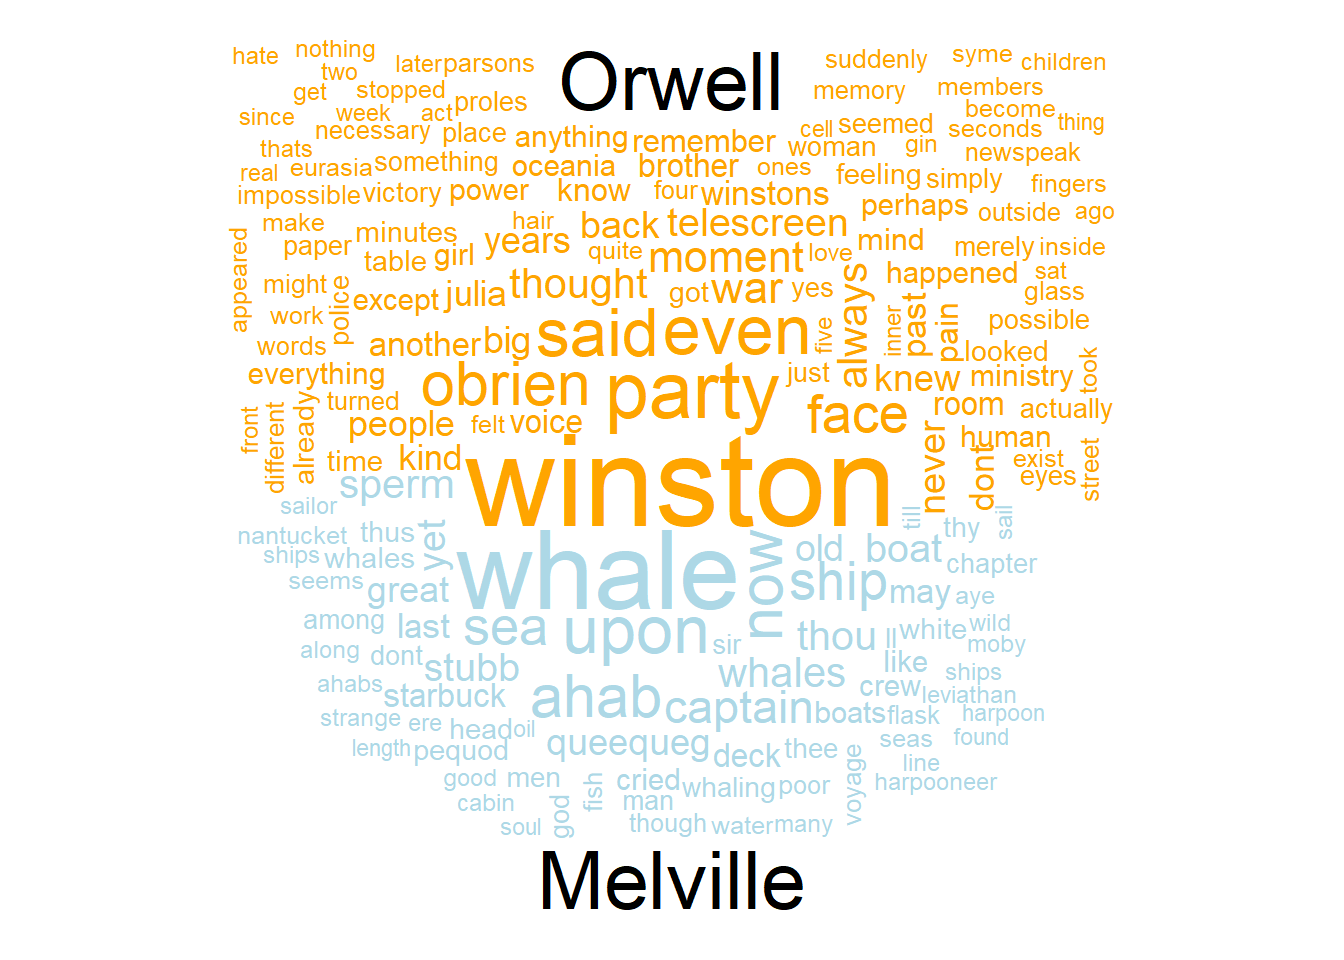 Orwell
hate nothing laterparsons suddenly syme children
two get stopped proles memory members
since week act become
necessary place anything remember cell seemed seconds thing
thats something oceania brother woman gin newspeak
real eurasia ones feeling simply fingers
impossible victory power know four winstons perhaps outside ago
make hair back telescreen mind
appeared paper minutes years quite moment love merely inside
table girl happened sat
might police except julia thought got war yes always inner past pain glass
work big said even five possible
words another looked
everything obrien party just knew ministry took
front different already turned face room actually
people felt voice human
time kind winston never dont exist eyes street
sperm
sailor till thy sail
nantucket thus yet whale now old boat
ships whales chapter
seems great ship may aye
among last sea upon sir thou ll white wild
along dont moby
stubb whales like ships
ahabs starbuck ahab captain crew leviathan
boats flask harpoon
strange ere head oil
length pequod queequeg deck thee seas found
good men cried whaling poor voyage line harpooneer
cabin fish man
soul god though water many
Melville